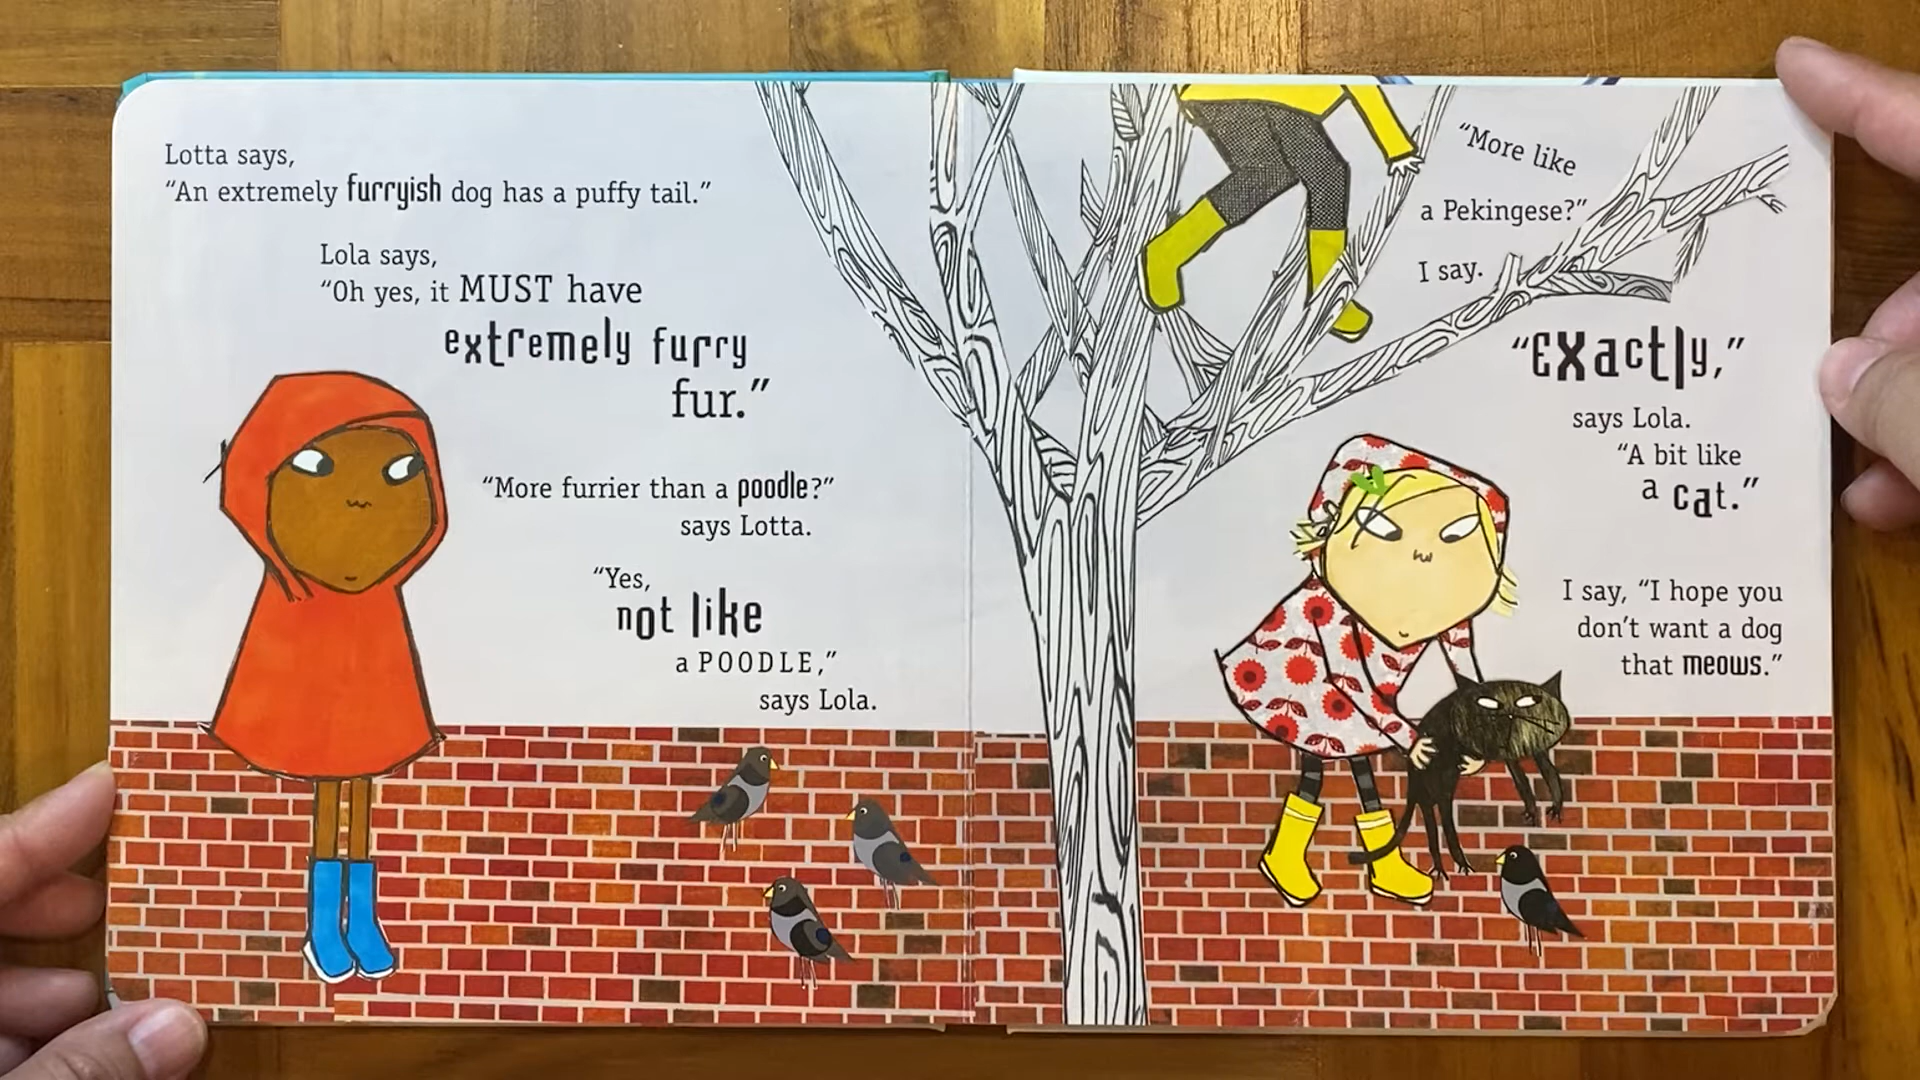 Lotta says,
“An extremely furryish dog has a puffy tail.”
Lola says,
“Oh yes, it MUST have
extremely furry
fur.”
“More furrier than a poodle?”
says Lotta.
“Yes,
not like
a POODLE,”
says Lola.
“More like
a Pekingese?”
I say.
“Exactly,”
says Lola.
“A bit like
a cat.”
I say, “I hope you
don’t want a dog
that meows.”